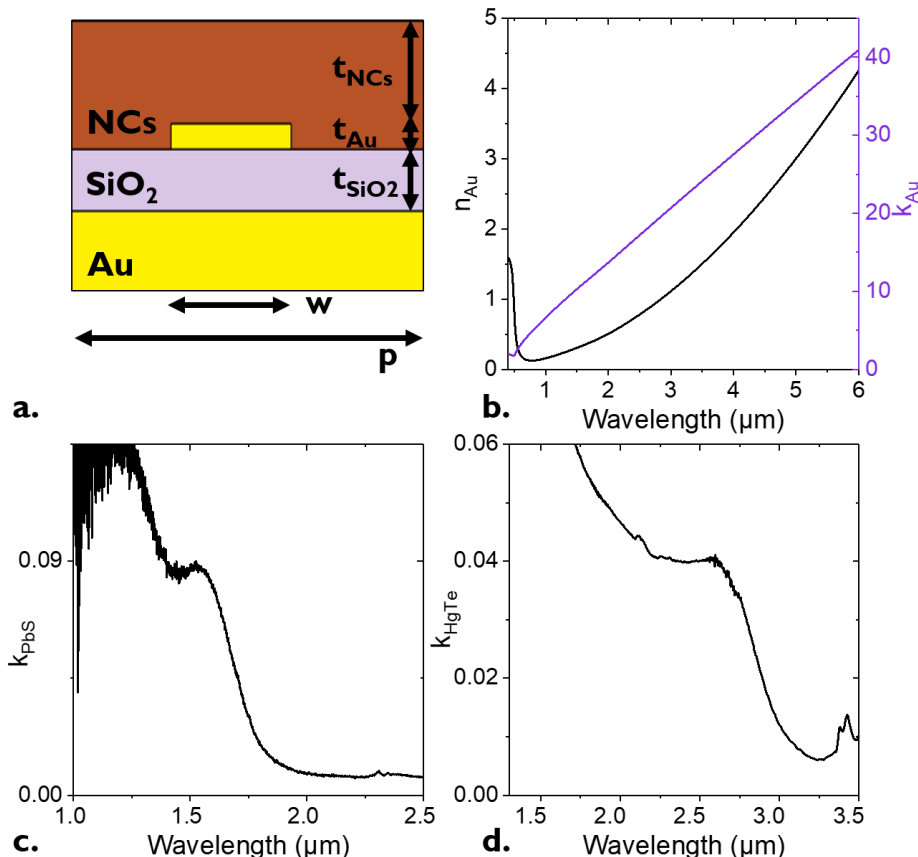 NCs
t_NCs
t_Au
SiO₂
t_SiO2
Au
w
p
a.
5
4
3
2
1
0
n_Au
40
30
20
10
0
k_Au
1 2 3 4 5 6
Wavelength (μm)
b.
0.09
0.00
k_PbS
1.0 1.5 2.0 2.5
Wavelength (μm)
c.
0.06
0.04
0.02
0.00
k_HgTe
1.5 2.0 2.5 3.0 3.5
Wavelength (μm)
d.